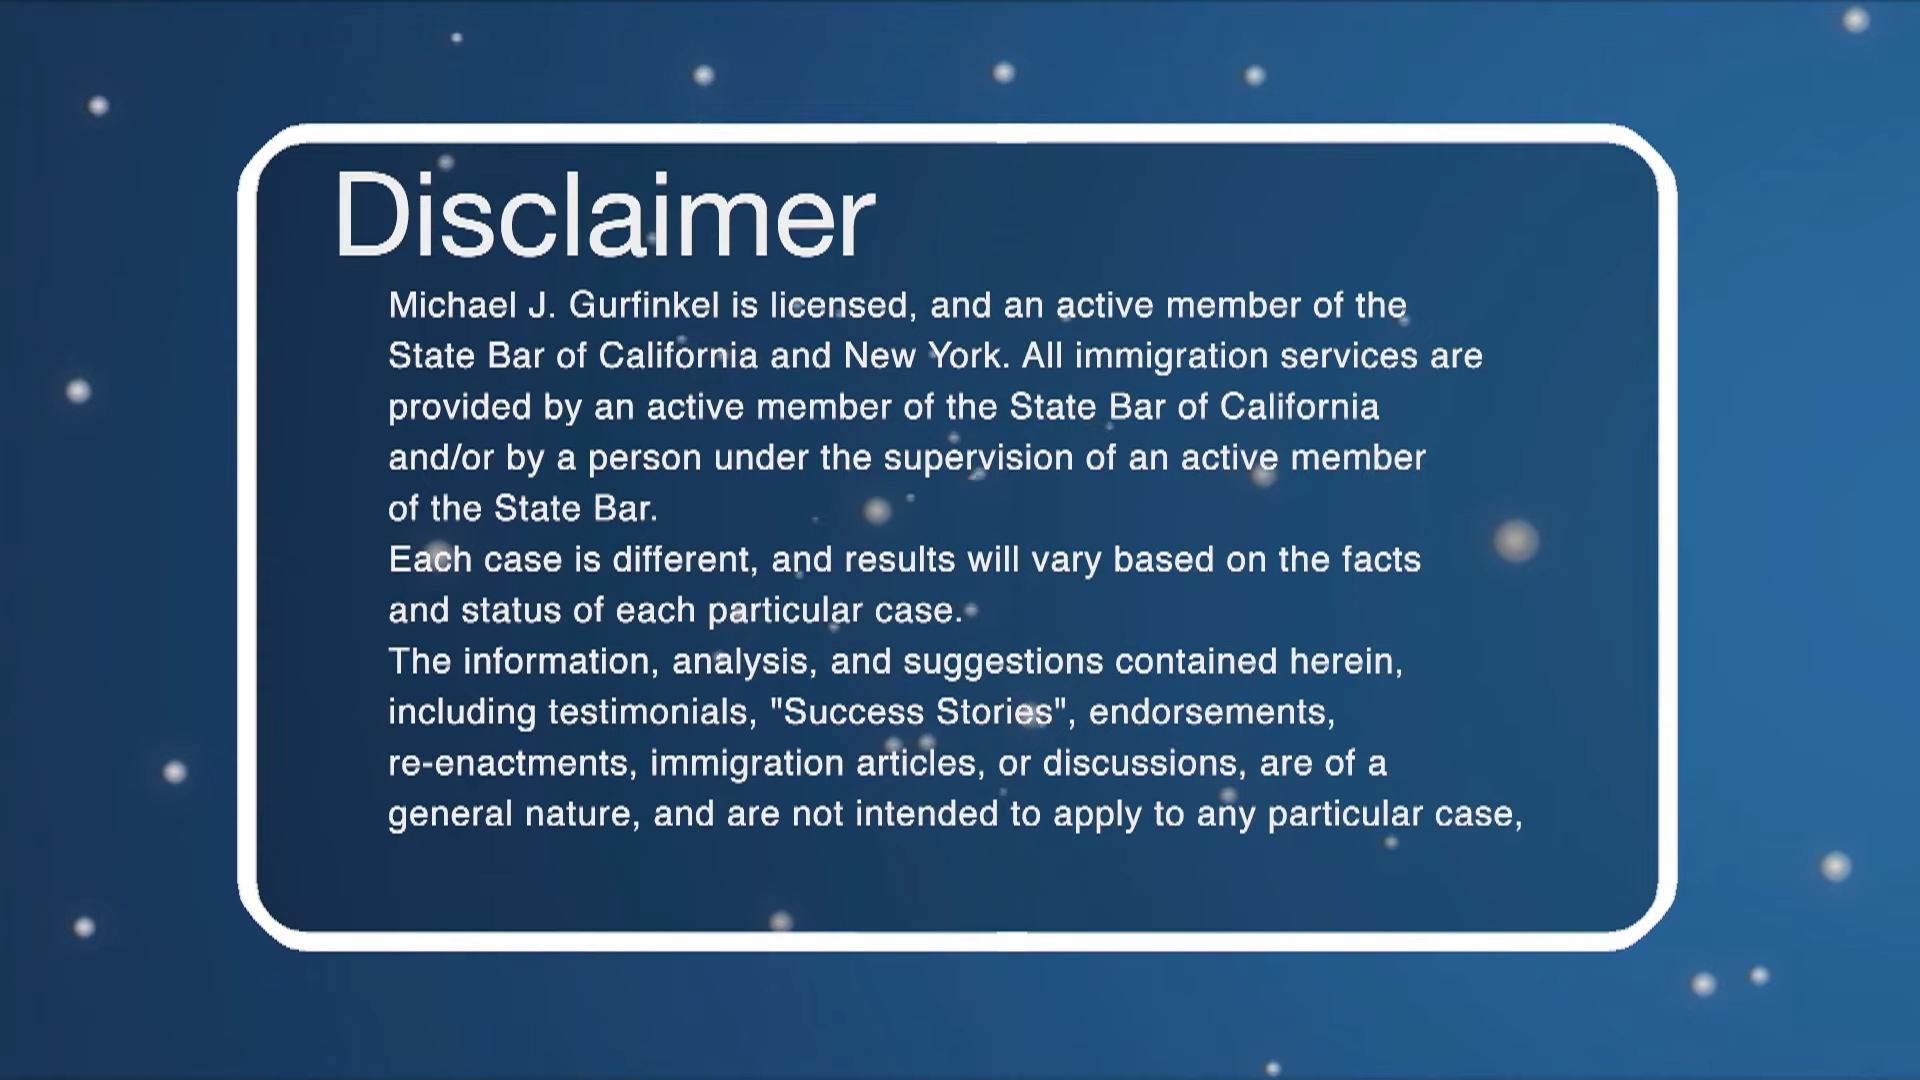 Disclaimer
Michael J. Gurfinkel is licensed, and an active member of the
State Bar of California and New York. All immigration services are
provided by an active member of the State Bar of California
and/or by a person under the supervision of an active member
of the State Bar.
Each case is different, and results will vary based on the facts
and status of each particular case.
The information, analysis, and suggestions contained herein,
including testimonials, "Success Stories", endorsements,
re-enactments, immigration articles, or discussions, are of a
general nature, and are not intended to apply to any particular case,